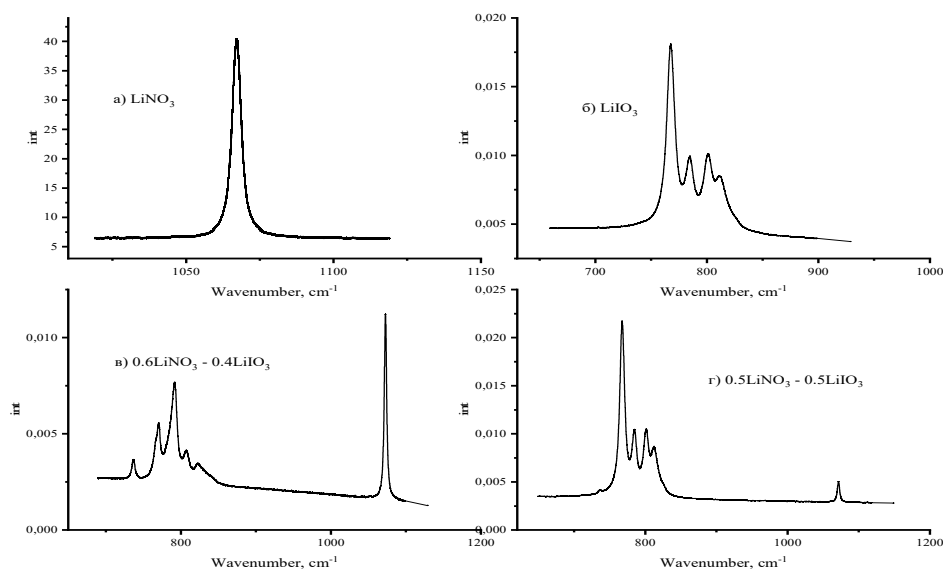 40
35
30
25
20
15
10
5
int
а) LiNO₃
1050
1100
1150
Wavenumber, cm⁻¹
0,020
0,015
0,010
0,005
int
б) LiIO₃
700
800
900
1000
Wavenumber, cm⁻¹
0,010
0,005
0,000
int
в) 0.6LiNO₃ - 0.4LiIO₃
800
1000
1200
Wavenumber, cm⁻¹
0,025
0,020
0,015
0,010
0,005
0,000
int
г) 0.5LiNO₃ - 0.5LiIO₃
800
1000
1200
Wavenumber, cm⁻¹